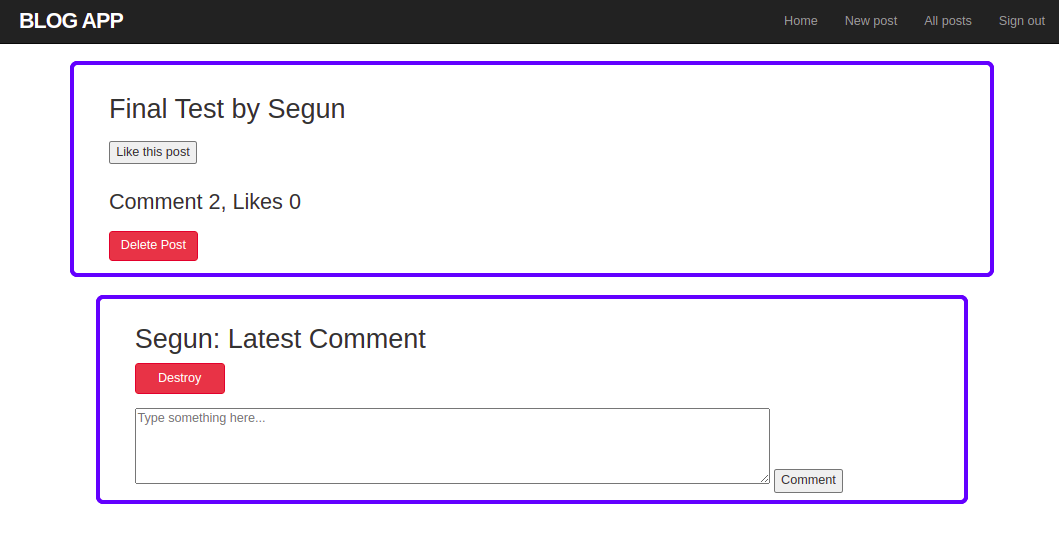 BLOG APP Home New post All posts Sign out
Final Test by Segun
Like this post
Comment 2, Likes 0
Delete Post
Segun: Latest Comment
Destroy
Type something here...
Comment